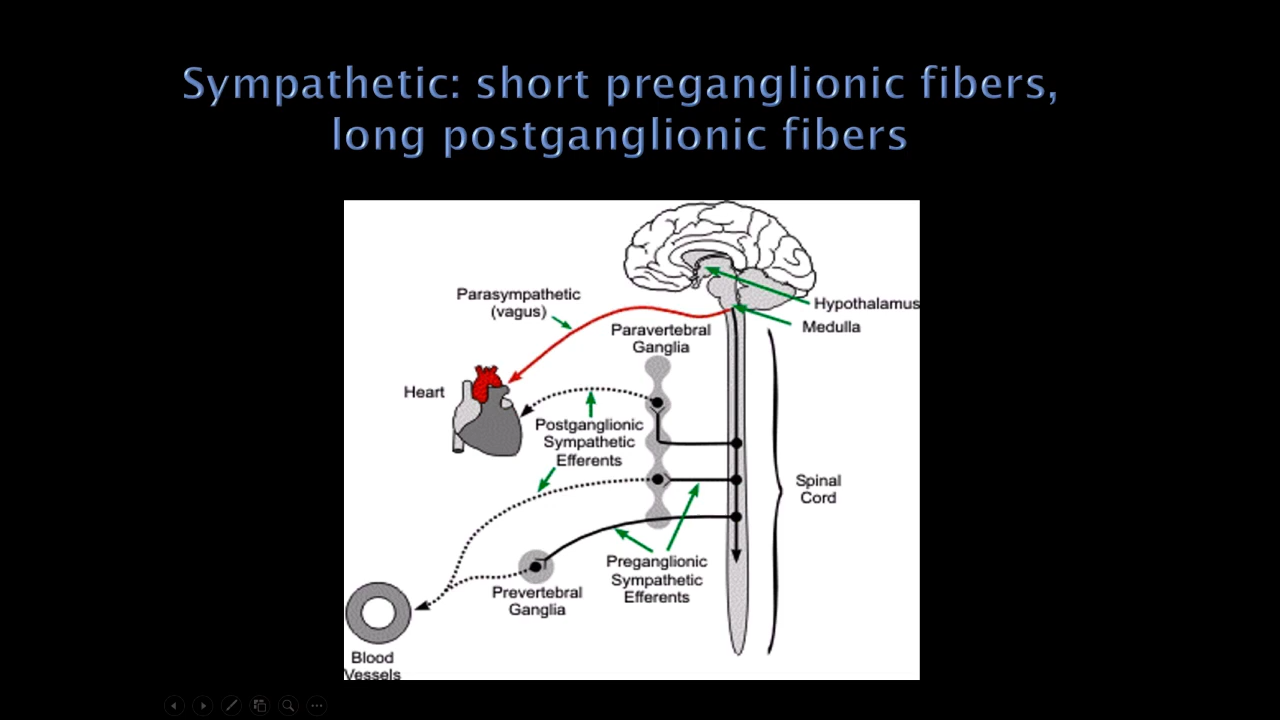 Sympathetic: short preganglionic fibers,
long postganglionic fibers
Parasympathetic
(vagus)
Hypothalamus
Medulla
Paravertebral
Ganglia
Heart
Postganglionic
Sympathetic
Efferents
Spinal
Cord
Preganglionic
Sympathetic
Efferents
Prevertebral
Ganglia
Blood
Vessels